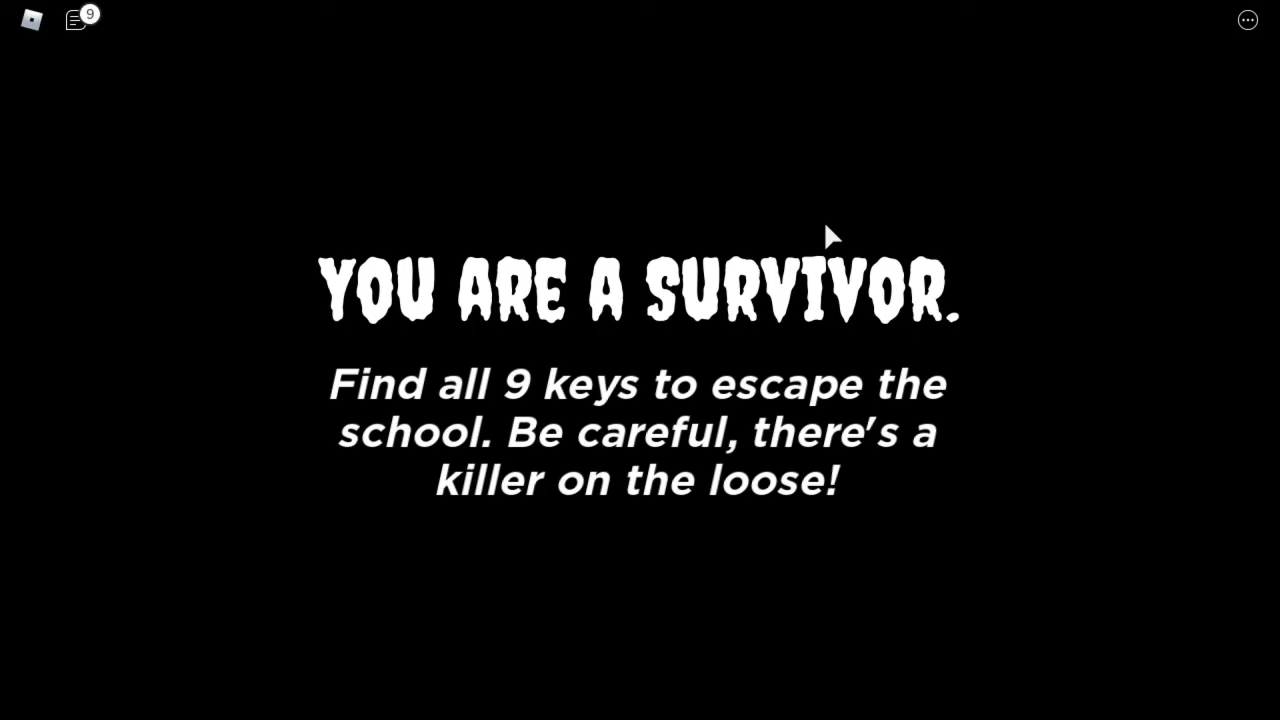 9
YOU ARE A SURVIVOR.
Find all 9 keys to escape the
school. Be careful, there's a
killer on the loose!